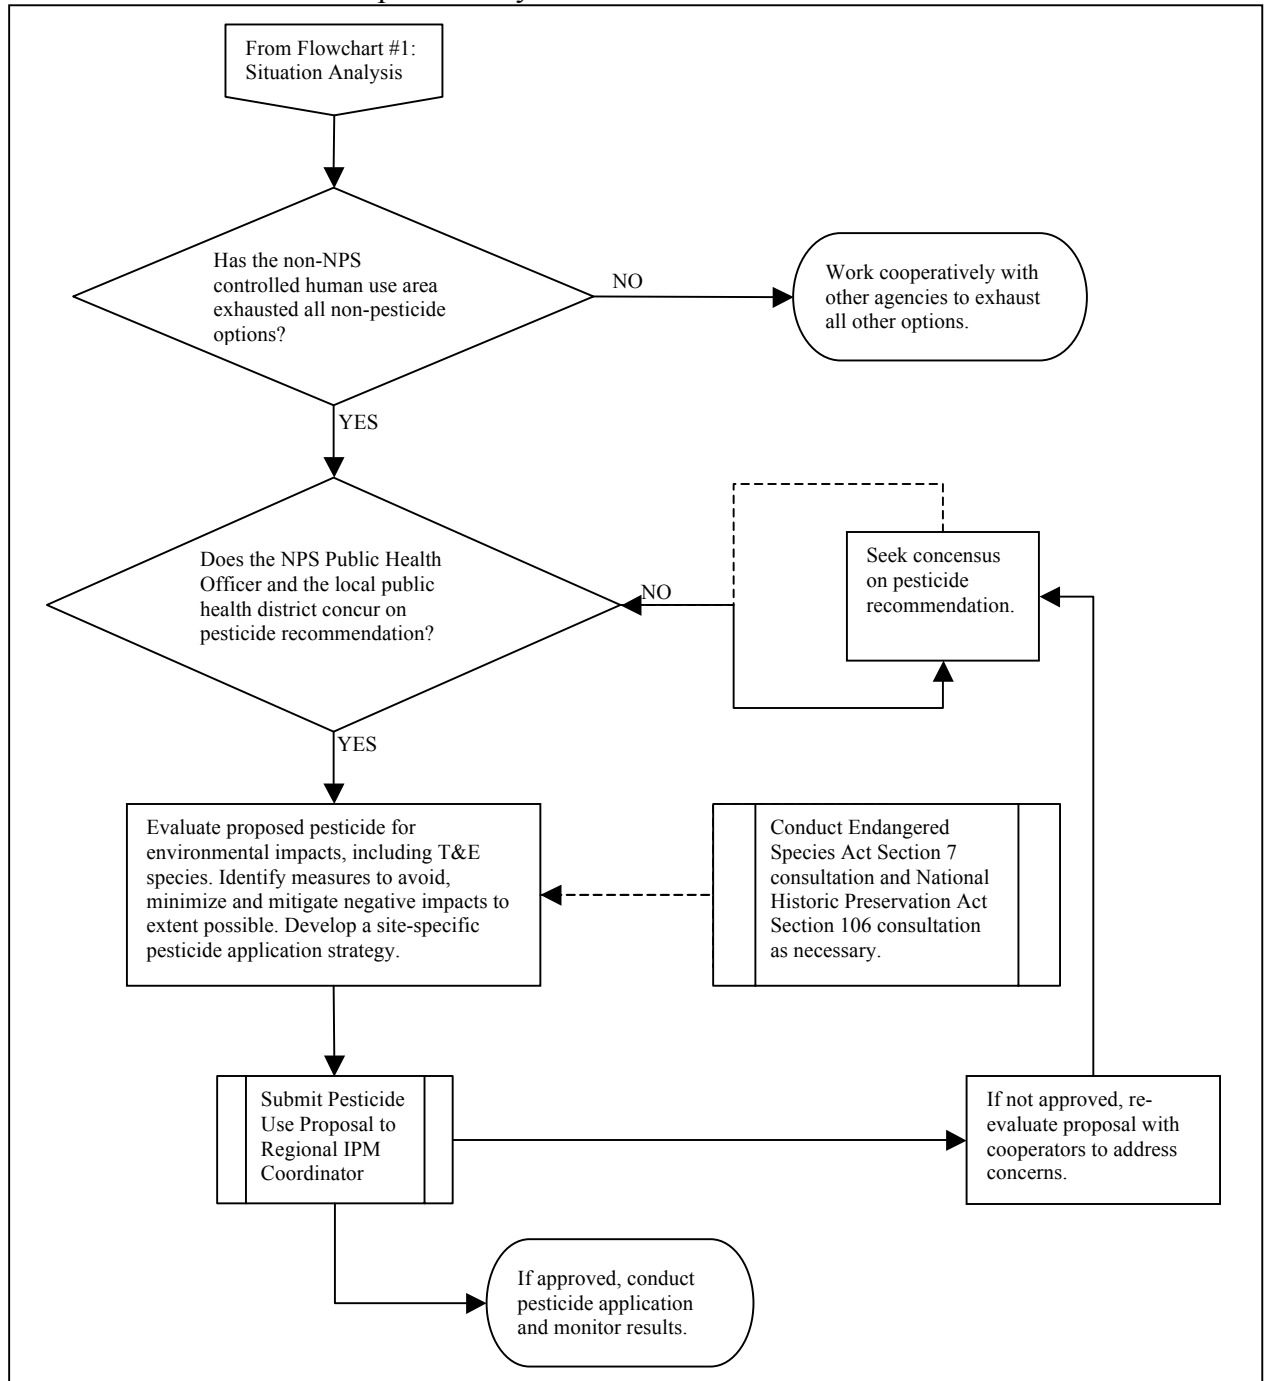 From Flowchart #1:
Situation Analysis
Has the non-NPS
controlled human use area
exhausted all non-pesticide
options?
NO
Work cooperatively with
other agencies to exhaust
all other options.
YES
Does the NPS Public Health
Officer and the local public
health district concur on
pesticide recommendation?
NO
Seek concensus
on pesticide
recommendation.
YES
Evaluate proposed pesticide for
environmental impacts, including T&E
species. Identify measures to avoid,
minimize and mitigate negative impacts to
extent possible. Develop a site-specific
pesticide application strategy.
Conduct Endangered
Species Act Section 7
consultation and National
Historic Preservation Act
Section 106 consultation
as necessary.
Submit Pesticide
Use Proposal to
Regional IPM
Coordinator
If not approved, re-
evaluate proposal with
cooperators to address
concerns.
If approved, conduct
pesticide application
and monitor results.